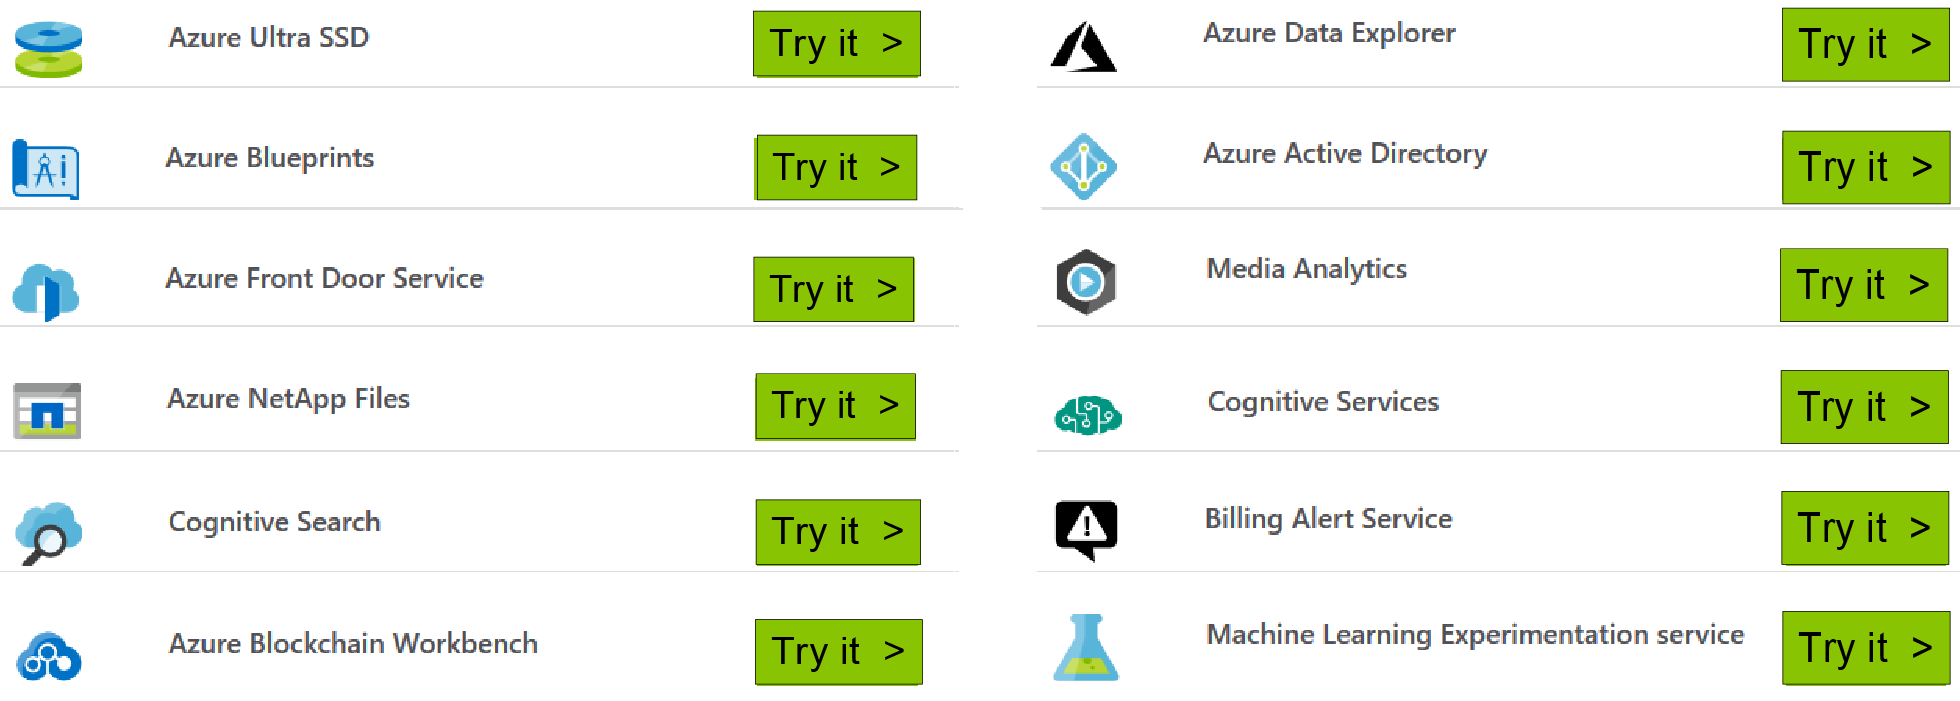 Azure Ultra SSD Try it >
Azure Blueprints Try it >
Azure Front Door Service Try it >
Azure NetApp Files Try it >
Cognitive Search Try it >
Azure Blockchain Workbench Try it >
Azure Data Explorer Try it >
Azure Active Directory Try it >
Media Analytics Try it >
Cognitive Services Try it >
Billing Alert Service Try it >
Machine Learning Experimentation service Try it >